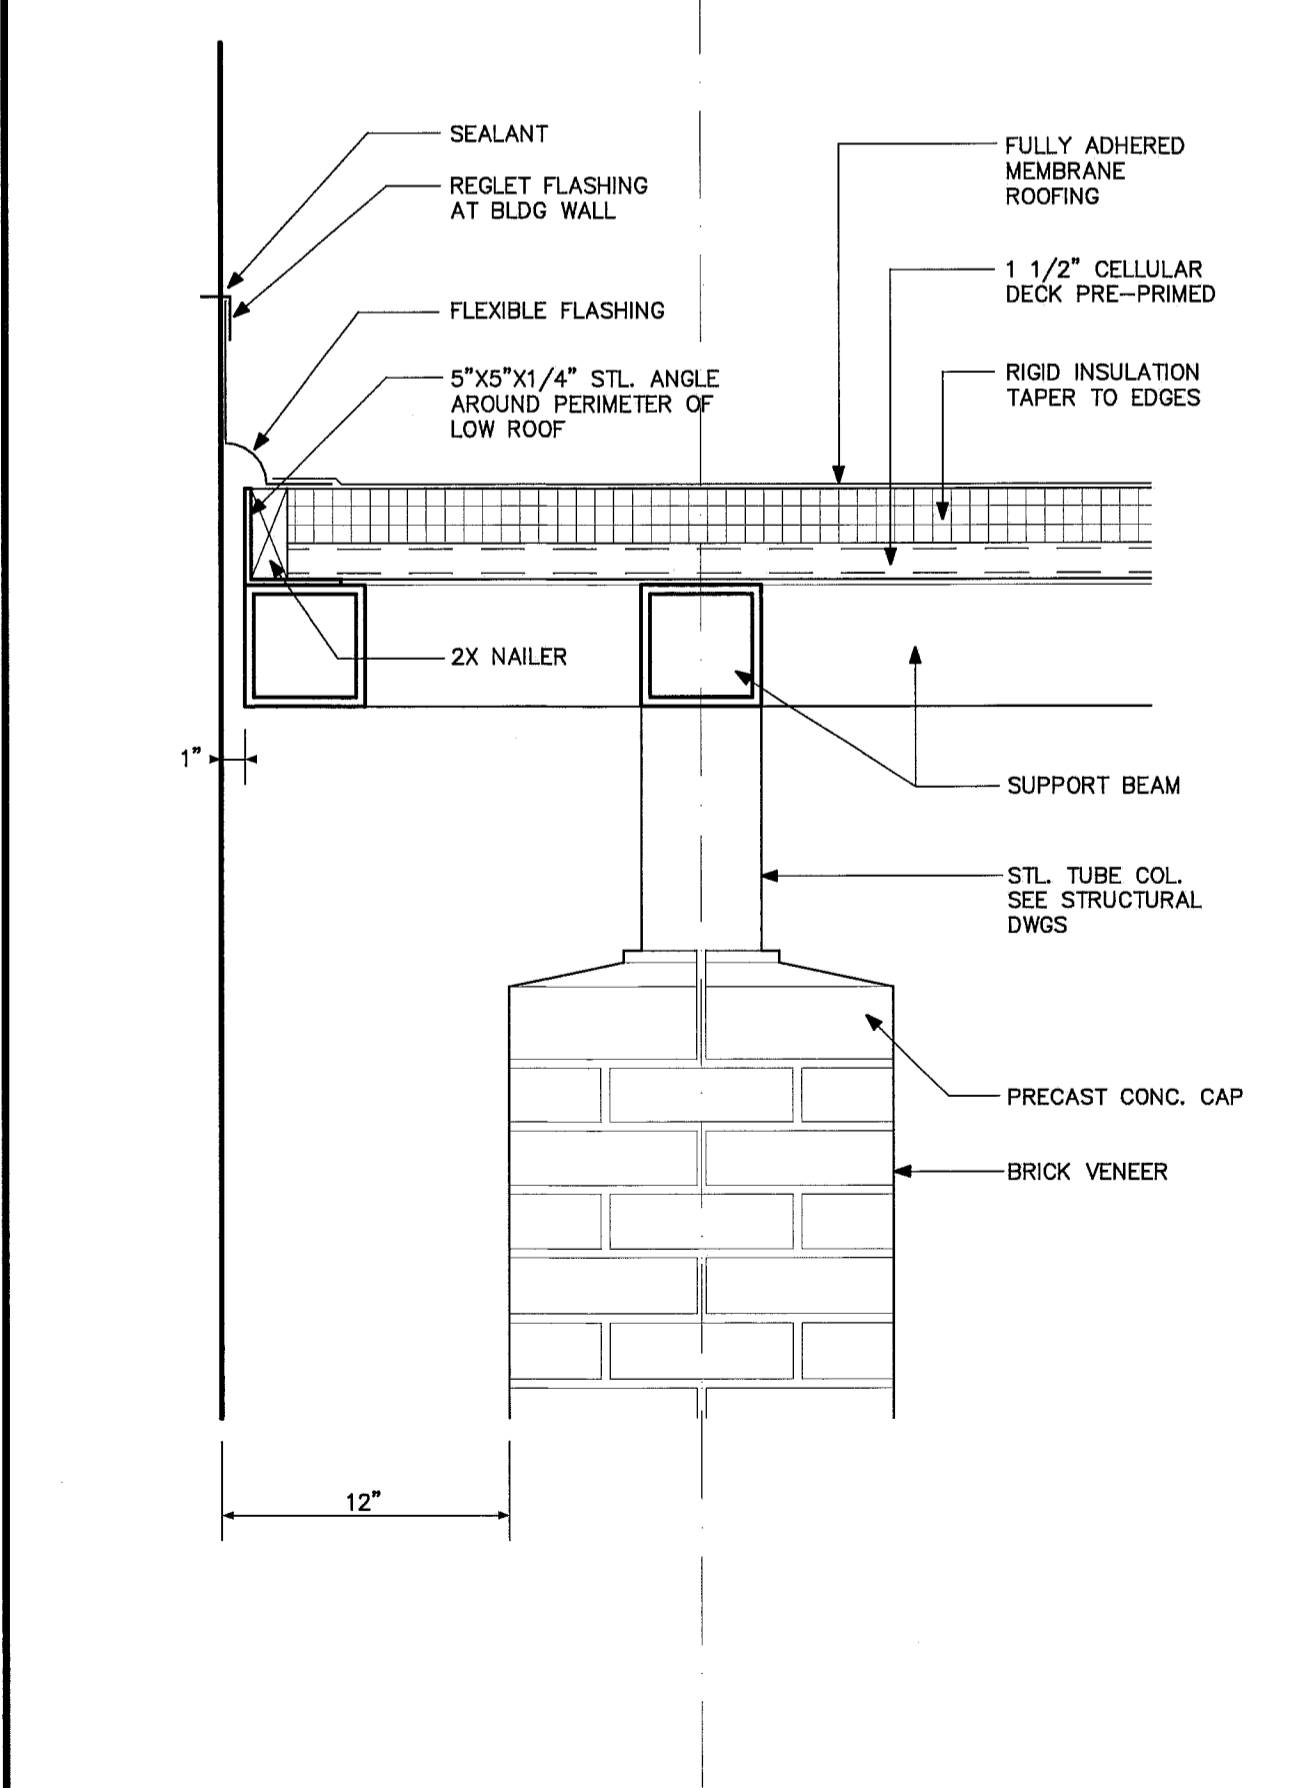 SEALANT
REGLET FLASHING
AT BLDG WALL
FLEXIBLE FLASHING
5"X5"X1/4" STL. ANGLE
AROUND PERIMETER OF
LOW ROOF
2X NAILER
1"
FULLY ADHERED
MEMBRANE
ROOFING
1 1/2" CELLULAR
DECK PRE-PRIMED
RIGID INSULATION
TAPER TO EDGES
SUPPORT BEAM
STL. TUBE COL.
SEE STRUCTURAL
DWGS
PRECAST CONC. CAP
BRICK VENEER
12"